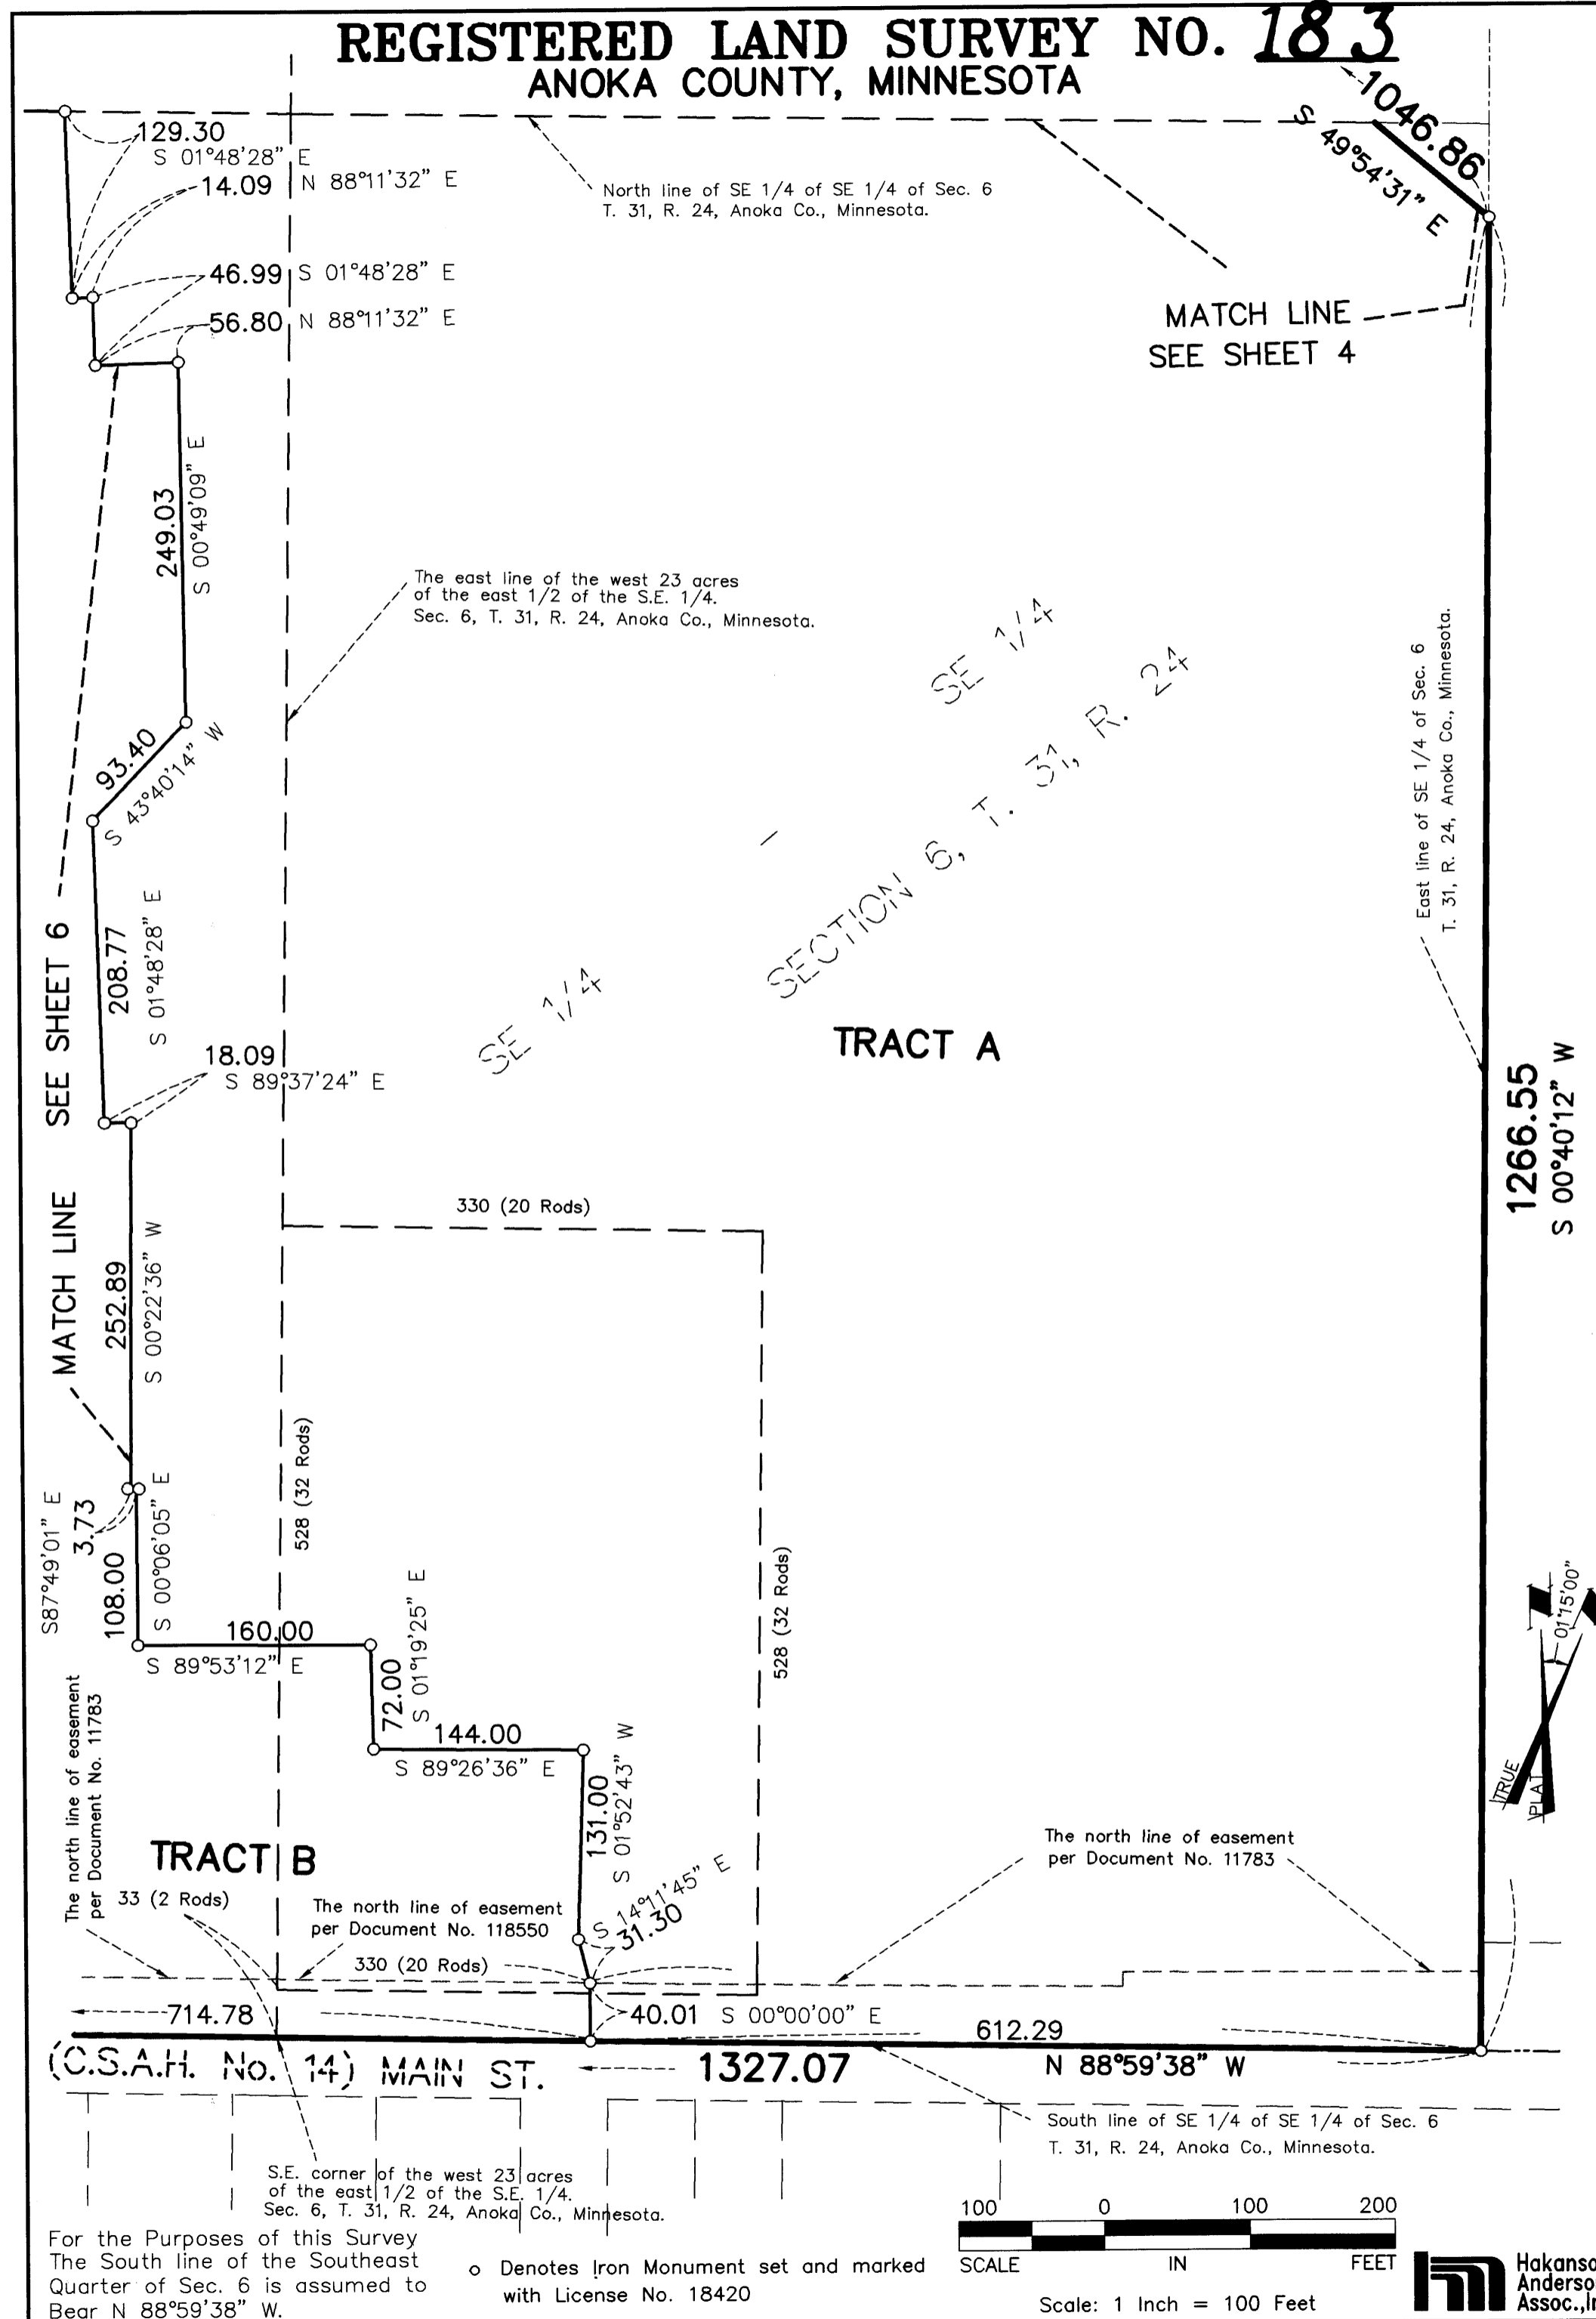 REGISTERED LAND SURVEY NO. 183
ANOKA COUNTY, MINNESOTA
1046.86
S 49°54'31" E
129.30
S 01°48'28" E
14.09 N 88°11'32" E
North line of SE 1/4 of SE 1/4 of Sec. 6
T. 31, R. 24, Anoka Co., Minnesota.
46.99 S 01°48'28" E
56.80 N 88°11'32" E
MATCH LINE
SEE SHEET 4
249.03
S 00°49'09" E
The east line of the west 23 acres
of the east 1/2 of the S.E. 1/4.
Sec. 6, T. 31, R. 24, Anoka Co., Minnesota.
SE 1/4
SE 1/4 -
SECTION 6, T. 31, R. 24
East line of SE 1/4 of Sec. 6
T. 31, R. 24, Anoka Co., Minnesota.
93.40
S 43°40'14" W
MATCH LINE SEE SHEET 6
208.77
S 01°48'28" E
18.09
S 89°37'24" E
TRACT A
1266.55
S 00°40'12" W
330 (20 Rods)
252.89
S 00°22'36" W
528 (32 Rods)
528 (32 Rods)
S87°49'01" E
3.73
108.00
S 00°06'05" E
160.00
S 89°53'12" E
72.00
S 01°19'25" E
144.00
S 89°26'36" E
131.00
S 01°52'43" W
01°15'00"
TRUE
PLAT
The north line of easement
per Document No. 11783
TRACT B
33 (2 Rods)
The north line of easement
per Document No. 118550
S 14°11'45" E
31.30
The north line of easement
per Document No. 11783
330 (20 Rods)
714.78
40.01 S 00°00'00" E
612.29
(C.S.A.H. No. 14) MAIN ST.
1327.07
N 88°59'38" W
South line of SE 1/4 of SE 1/4 of Sec. 6
T. 31, R. 24, Anoka Co., Minnesota.
S.E. corner of the west 23 acres
of the east 1/2 of the S.E. 1/4.
Sec. 6, T. 31, R. 24, Anoka Co., Minnesota.
For the Purposes of this Survey
The South line of the Southeast
Quarter of Sec. 6 is assumed to
Bear N 88°59'38" W.
o Denotes Iron Monument set and marked
with License No. 18420
100 0 100 200
SCALE IN FEET
Scale: 1 Inch = 100 Feet
Hakanso
Anderso
Assoc.,In